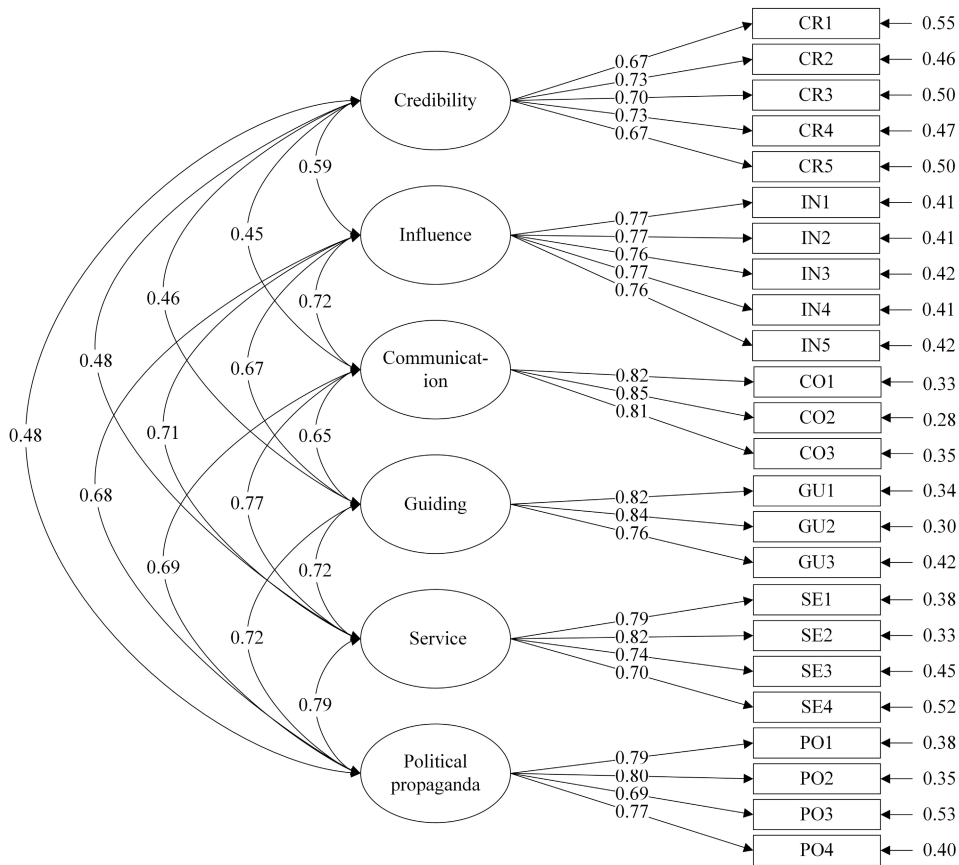 CR1 0.55
0.67 CR2 0.46
0.73
Credibility 0.70 CR3 0.50
0.73 CR4 0.47
0.67
0.59 CR5 0.50
IN1 0.41
0.77
0.45 Influence 0.77 IN2 0.41
0.76
0.77 IN3 0.42
0.76
0.46 0.72 IN4 0.41
IN5 0.42
0.48 0.67 Communicat-
ion
0.82 CO1 0.33
0.85
0.81 CO2 0.28
0.48 0.71 0.65 CO3 0.35
0.68 0.77 Guiding 0.82 GU1 0.34
0.84
0.76 GU2 0.30
0.69 0.72 GU3 0.42
SE1 0.38
0.79
0.72 Service 0.82 SE2 0.33
0.74
0.70 SE3 0.45
0.79 SE4 0.52
PO1 0.38
Political
propaganda
0.79
0.80 PO2 0.35
0.69
0.77 PO3 0.53
PO4 0.40